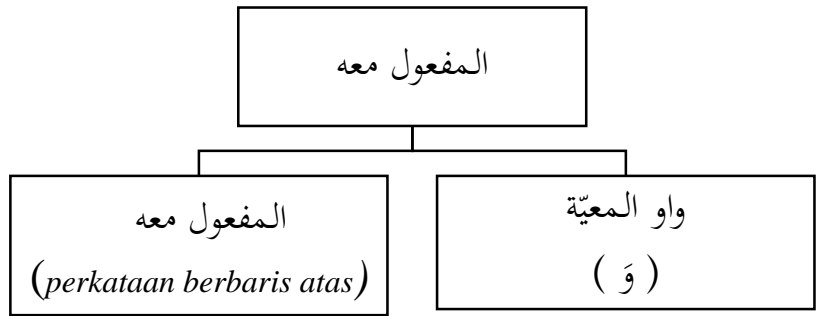 المفعول معه
واو المعيّة
( وَ )
المفعول معه
(perkataan berbaris atas)